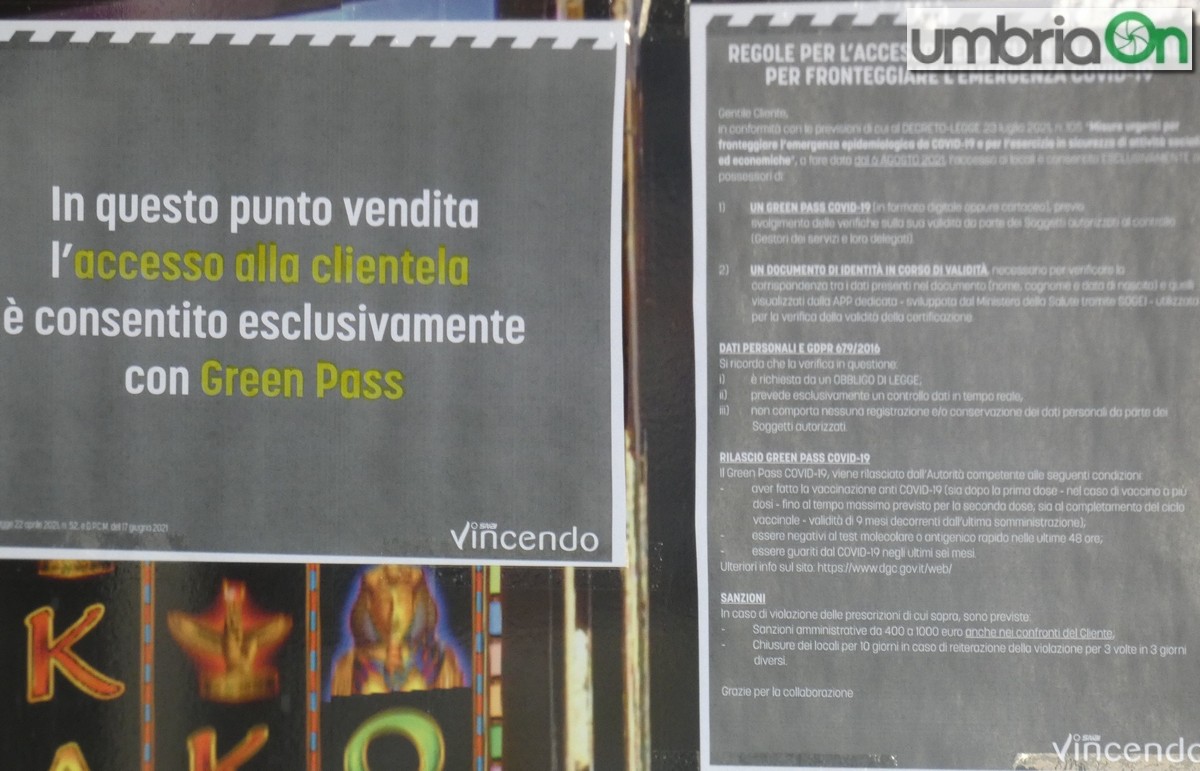 In questo punto vendita
l'accesso alla clientela
è consentito esclusivamente
con Green Pass
legge 22 aprile 2021, n. 52, e D.P.C.M. del 17 giugno 2021
SNAI
Vincendo
K
K
umbriaOn
REGOLE PER L'ACCES
PER FRONTEGGIARE L'EMERGENZA COVID-19
Gentile Cliente,
in conformità con le previsioni di cui al DECRETO-LEGGE 23 luglio 2021, n. 105 "Misure urgenti per
fronteggiare l'emergenza epidemiologica da COVID-19 e per l'esercizio in sicurezza di attività
ed economiche", a fare data dal 6 AGOSTO 2021, l'accesso ai locali è consentito ESCLUSIVAMENTE
possessori di:
1) UN GREEN PASS COVID-19 (in formato digitale oppure cartaceo), previo
svolgimento delle verifiche sulla sua validità da parte dei Soggetti autorizzati al controllo
(Gestori dei servizi e loro delegati).
2) UN DOCUMENTO DI IDENTITÀ IN CORSO DI VALIDITÀ, necessario per verificare la
corrispondenza tra i dati presenti nel documento (nome, cognome e data di nascita) e quelli
visualizzati dalla APP dedicata - sviluppata dal Ministero della Salute tramite SOGEI -
per la verifica della validità della certificazione.
DATI PERSONALI E GDPR 679/2016
Si ricorda che la verifica in questione:
i) è richiesta da un OBBLIGO DI LEGGE;
ii) prevede esclusivamente un controllo dati in tempo reale;
iii) non comporta nessuna registrazione e/o conservazione dei dati personali da parte dei
Soggetti autorizzati.
RILASCIO GREEN PASS COVID-19
Il Green Pass COVID-19, viene rilasciato dall'Autorità competente alle seguenti condizioni:
- aver fatto la vaccinazione anti COVID-19 (sia dopo la prima dose - nel caso di vaccino a più
dosi - fino al tempo massimo previsto per la seconda dose, sia al completamento del ciclo
vaccinale - validità di 9 mesi decorrenti dall'ultima somministrazione);
- essere negativi al test molecolare o antigenico rapido nelle ultime 48 ore;
- essere guariti dal COVID-19 negli ultimi sei mesi.
Ulteriori info sul sito: https://www.dgc.gov.it/web/
SANZIONI
In caso di violazione delle prescrizioni di cui sopra, sono previste:
- Sanzioni amministrative da 400 a 1000 euro anche nei confronti del Cliente;
- Chiusure dei locali per 10 giorni in caso di reiterazione della violazione per 3 volte in 3 giorni
diversi.
Grazie per la collaborazione
SNAI
Vincendo